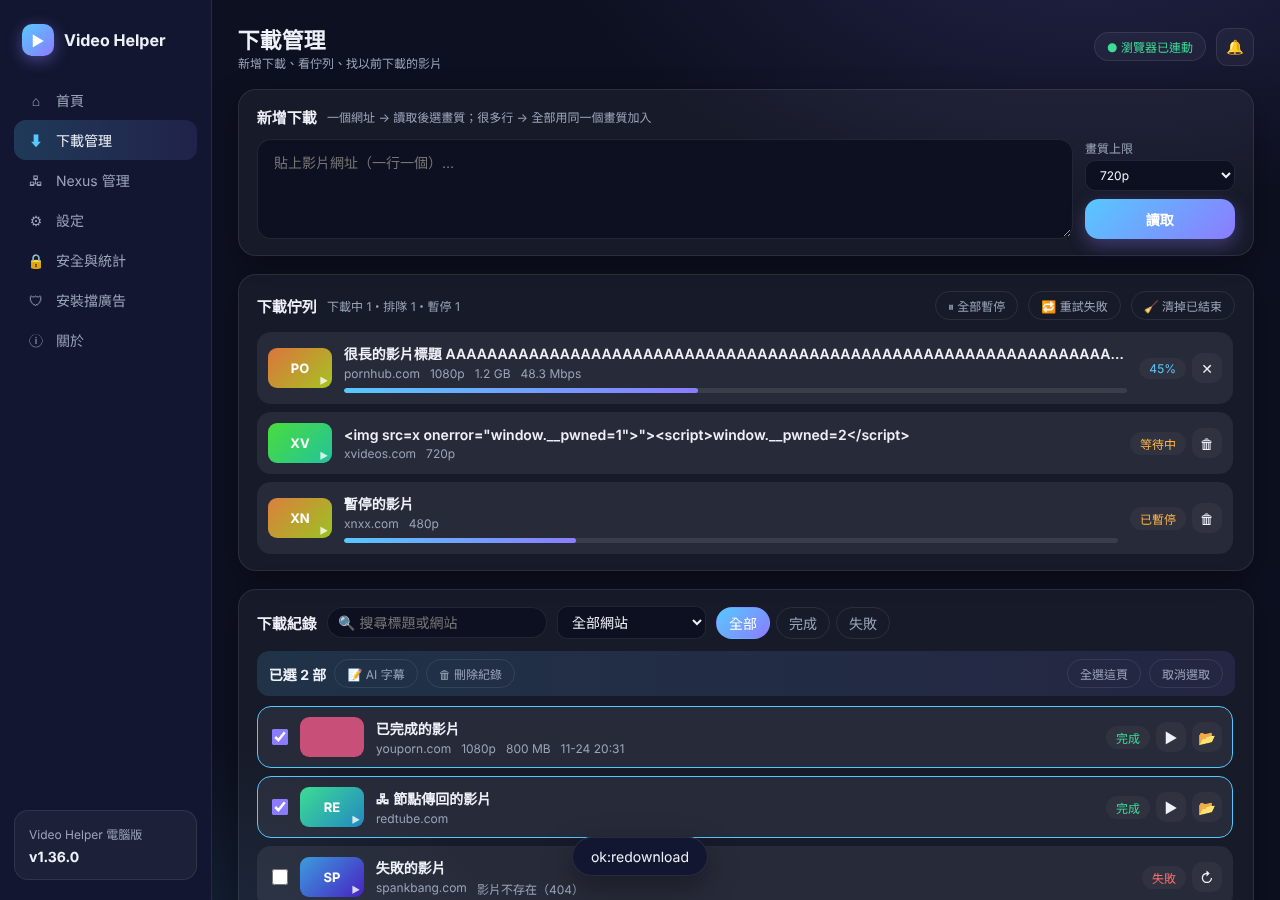 Video Helper
首頁
下載管理
Nexus 管理
設定
安全與統計
安裝擋廣告
關於
Video Helper 電腦版
v1.36.0
下載管理
新增下載、看佇列、找以前下載的影片
瀏覽器已連動
新增下載 一個網址 → 讀取後選畫質；很多行 → 全部用同一個畫質加入
貼上影片網址（一行一個）…
畫質上限
720p
讀取
下載佇列 下載中 1 • 排隊 1 • 暫停 1 全部暫停 重試失敗 清掉已結束
PO
很長的影片標題 AAAAAAAAAAAAAAAAAAAAAAAAAAAAAAAAAAAAAAAAAAAAAAAAAAAAAAAAAAAAAAAA…
pornhub.com 1080p 1.2 GB 48.3 Mbps
45%
XV
<img src=x onerror="window.__pwned=1">"><script>window.__pwned=2</script>
xvideos.com 720p
等待中
XN
暫停的影片
xnxx.com 480p
已暫停
下載紀錄 搜尋標題或網站 全部網站 全部 完成 失敗
已選 2 部 AI 字幕 刪除紀錄 全選這頁 取消選取
已完成的影片
youporn.com 1080p 800 MB 11-24 20:31
完成
RE
節點傳回的影片
redtube.com
完成
SP
失敗的影片
spankbang.com 影片不存在（404）
失敗
ok:redownload